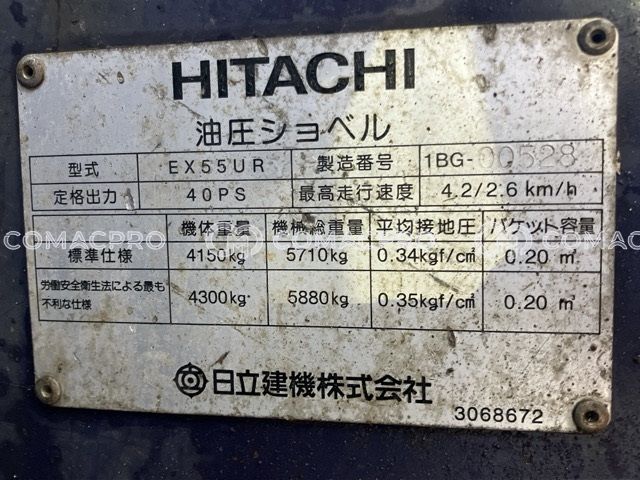 HITACHI
油圧ショベル
型式 EX55UR 製造番号 1BG-00528
定格出力 40PS 最高走行速度 4.2/2.6 km/h
機体重量 機械総重量 平均接地圧 バケット容量
標準仕様 4150kg 5710kg 0.34kgf/cm² 0.20 m³
労働安全衛生法による最も
不利な仕様 4300kg 5880kg 0.35kgf/cm² 0.20 m³
日立建機株式会社
3068672
COMACPRO COMACPRO COMACPRO